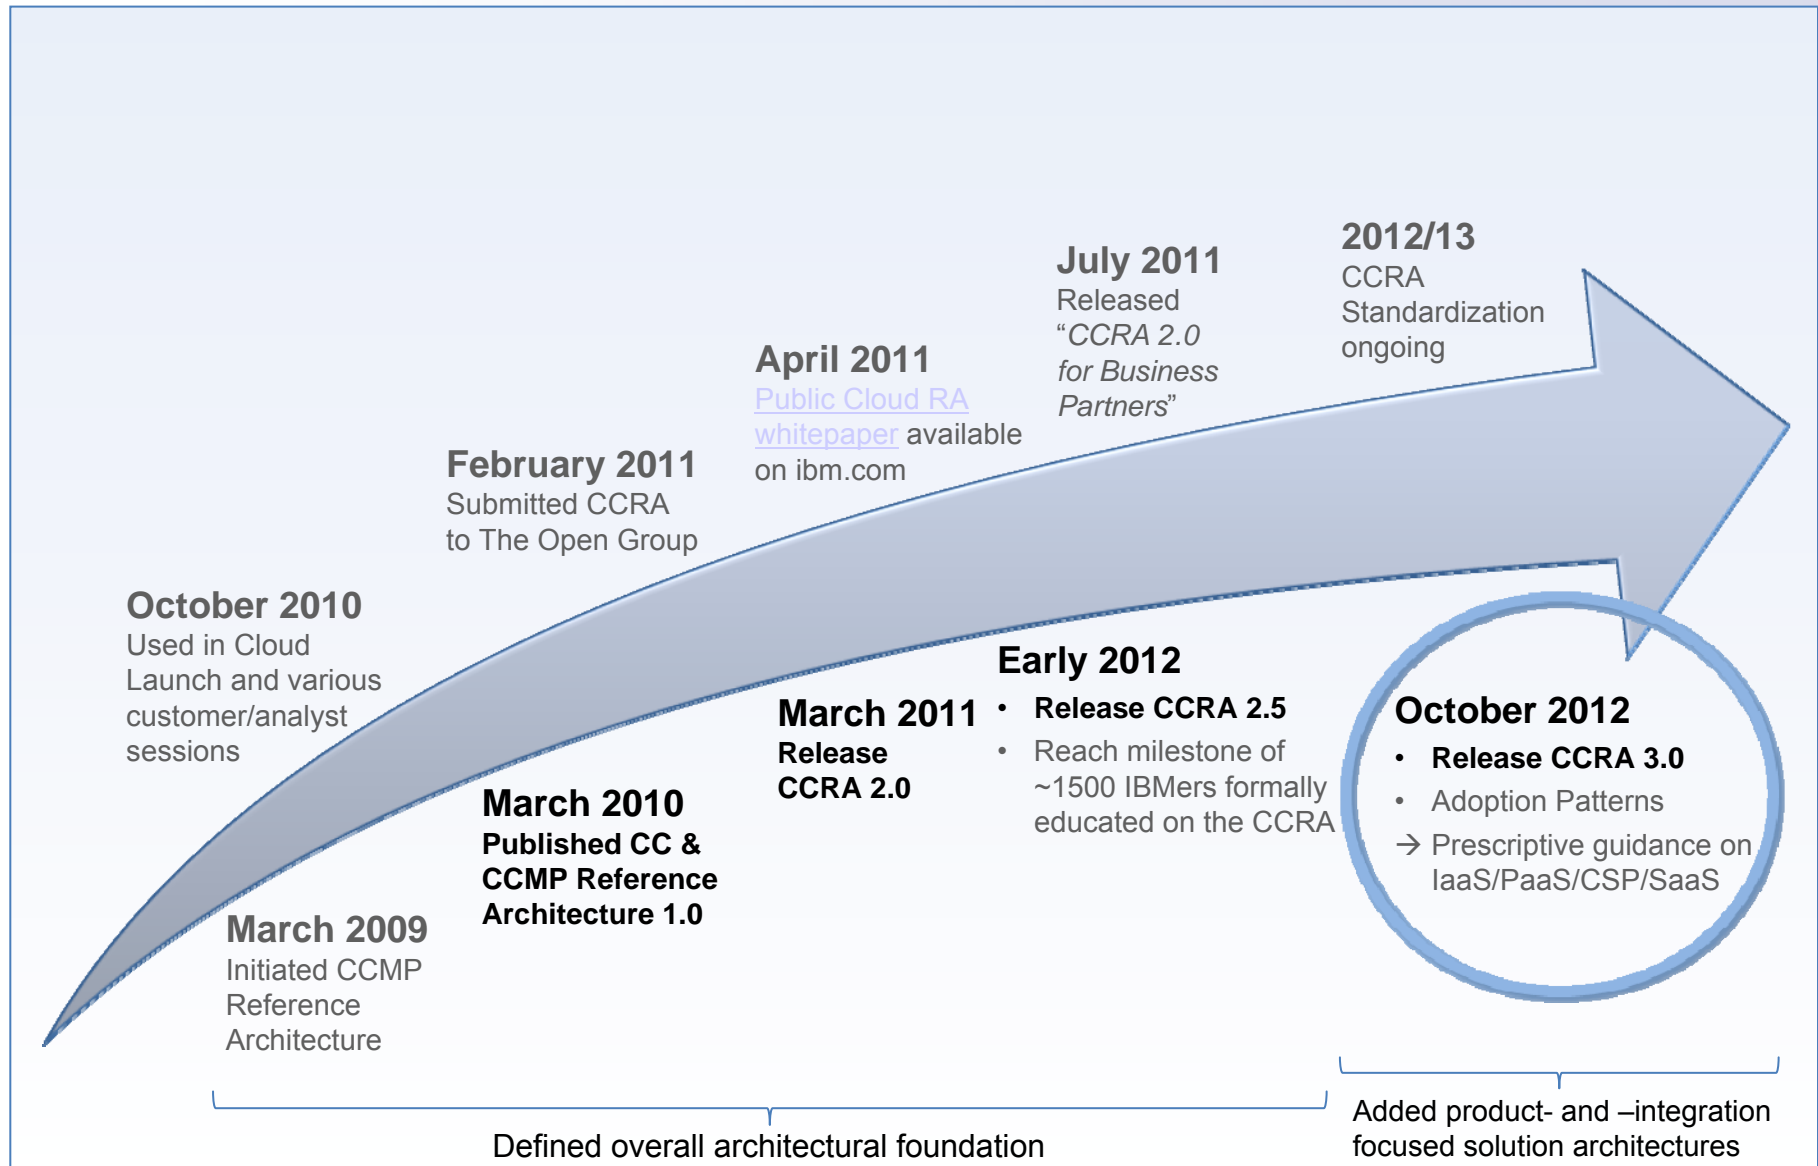 2012/13
CCRA
Standardization
ongoing
July 2011
Released
“CCRA 2.0
for Business
Partners”
April 2011
Public Cloud RA
whitepaper available
on ibm.com
February 2011
Submitted CCRA
to The Open Group
October 2010
Used in Cloud
Launch and various
customer/analyst
sessions
March 2009
Initiated CCMP
Reference
Architecture
March 2010
Published CC &
CCMP Reference
Architecture 1.0
March 2011
Release
CCRA 2.0
Early 2012
• Release CCRA 2.5
• Reach milestone of
~1500 IBMers formally
educated on the CCRA
October 2012
• Release CCRA 3.0
• Adoption Patterns
→ Prescriptive guidance on
IaaS/PaaS/CSP/SaaS
Defined overall architectural foundation
Added product- and –integration
focused solution architectures